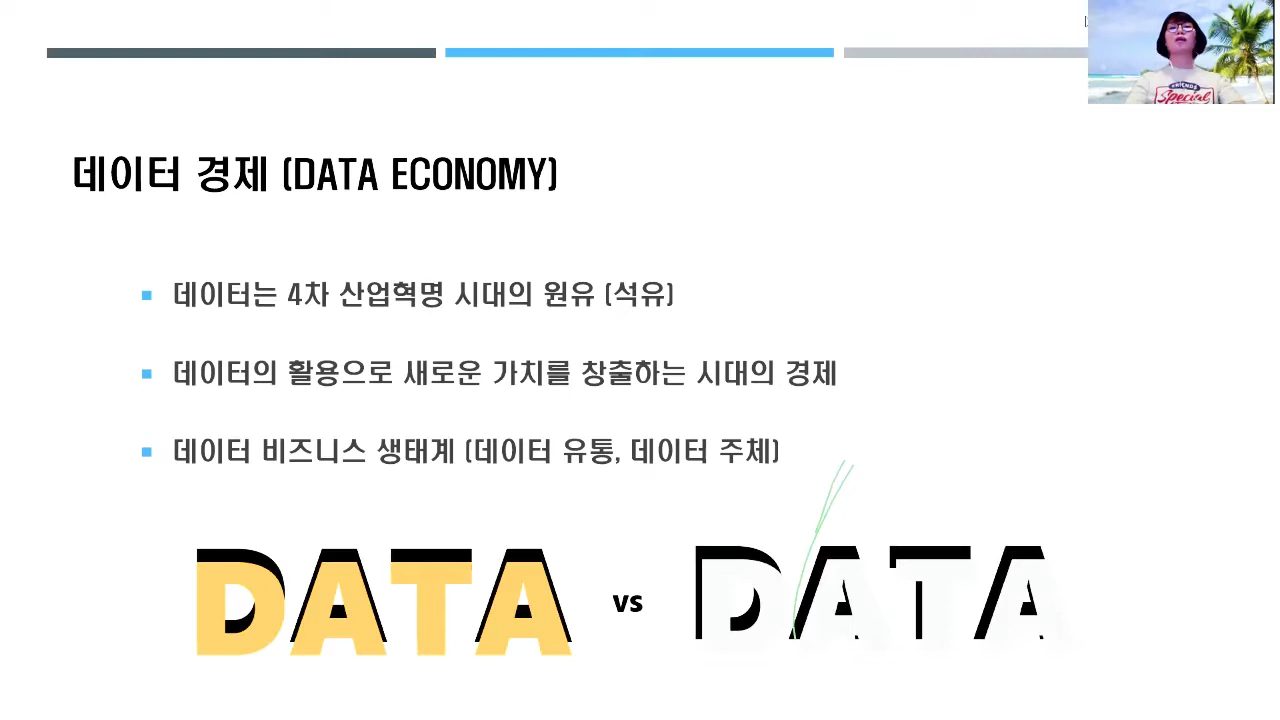 데이터 경제 (DATA ECONOMY)
데이터는 4차 산업혁명 시대의 원유 (석유)
데이터의 활용으로 새로운 가치를 창출하는 시대의 경제
데이터 비즈니스 생태계 (데이터 유통, 데이터 주체)
DATA vs DATA
FRIENDS
Special